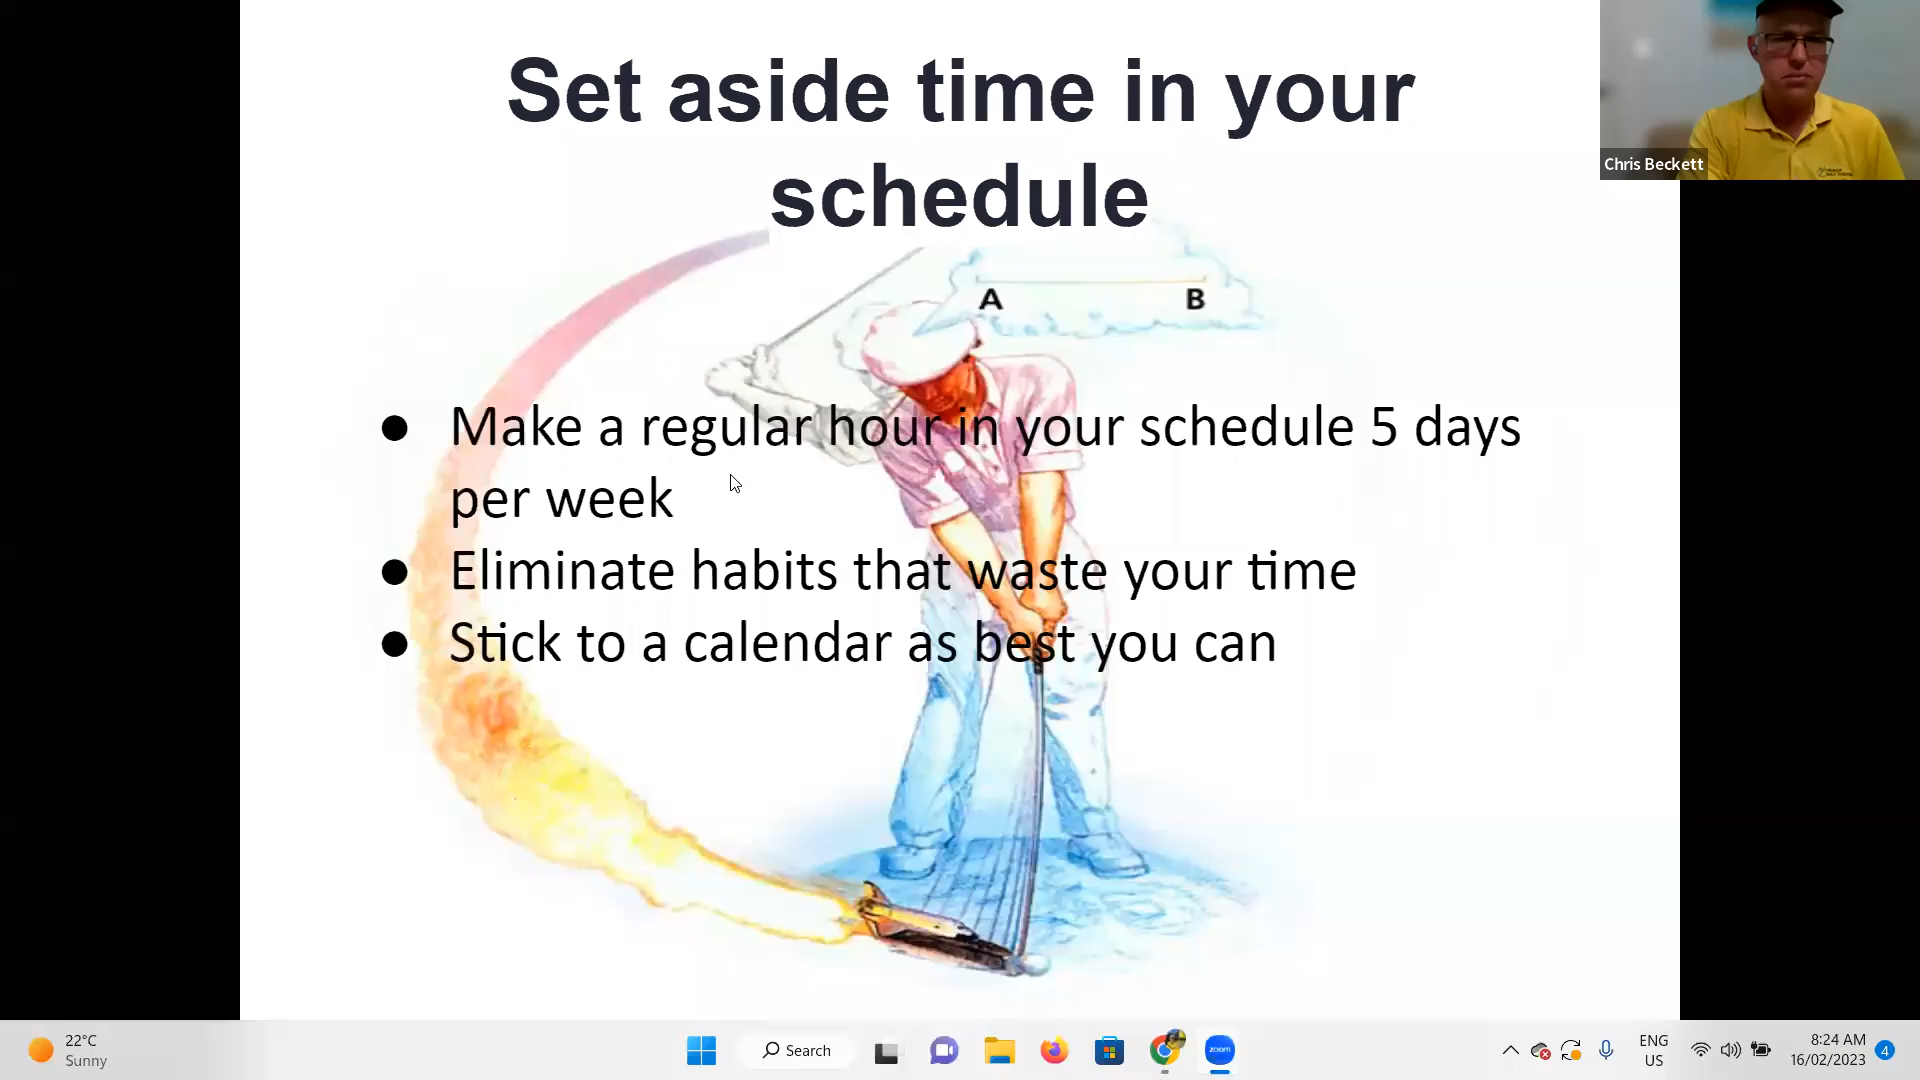 Set aside time in your
schedule
Chris Beckett
A B
● Make a regular hour in your schedule 5 days
per week
● Eliminate habits that waste your time
● Stick to a calendar as best you can
22°C
Sunny
Search
zoom
ENG
US
8:24 AM
16/02/2023
4